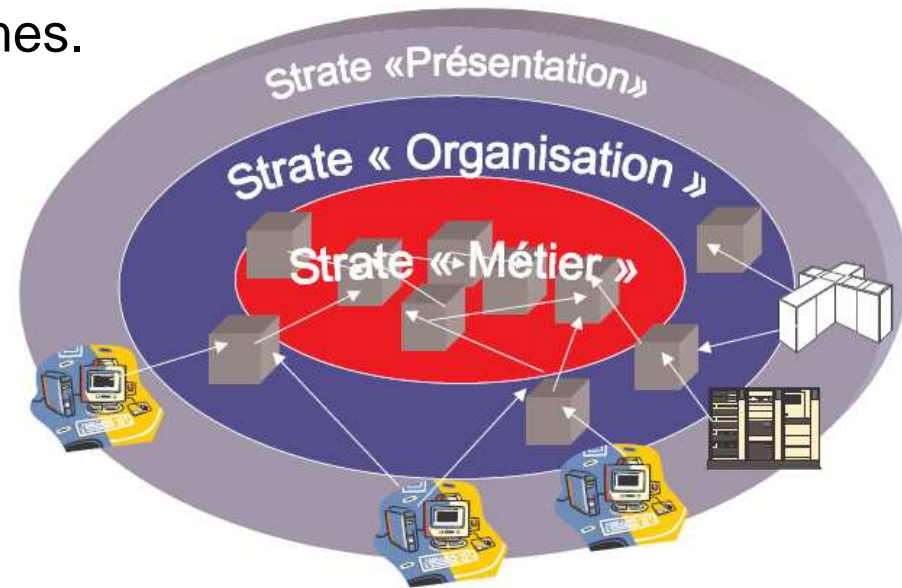 nes.
Strate «Présentation»
Strate « Organisation »
Strate « Métier »